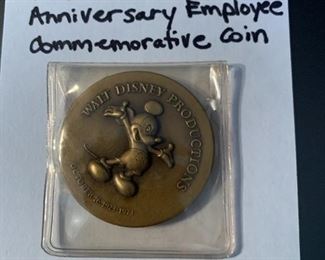 Anniversary Employee
Commemorative Coin
WALT DISNEY PRODUCTIONS